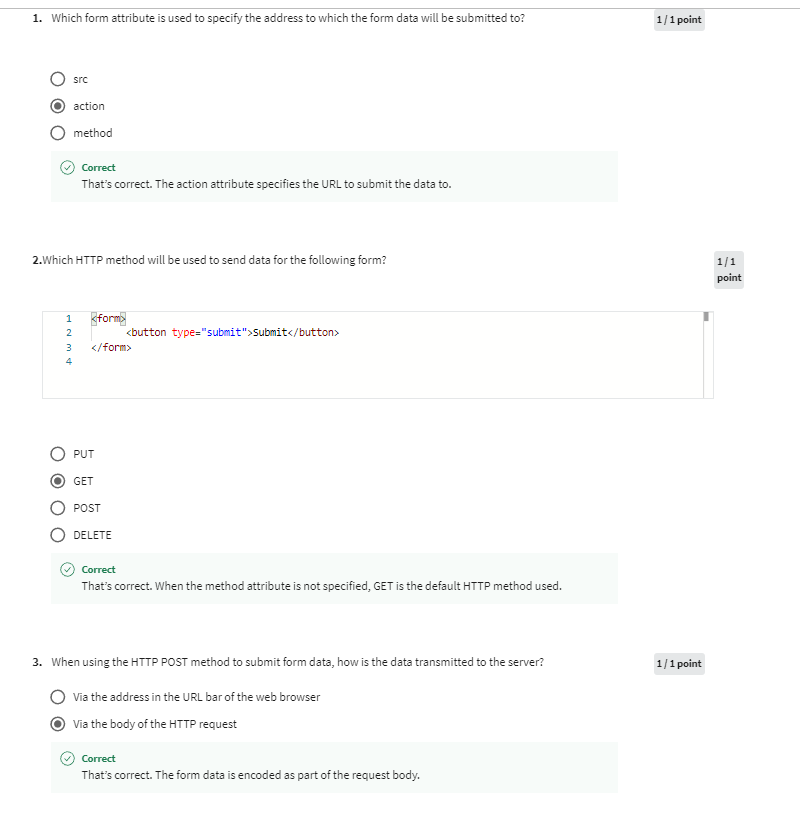 1. Which form attribute is used to specify the address to which the form data will be submitted to?
1 / 1 point
src
action
method
Correct
That's correct. The action attribute specifies the URL to submit the data to.
2.Which HTTP method will be used to send data for the following form?
1 / 1
point
1 <form>
2 <button type="submit">Submit</button>
3 </form>
4
PUT
GET
POST
DELETE
Correct
That's correct. When the method attribute is not specified, GET is the default HTTP method used.
3. When using the HTTP POST method to submit form data, how is the data transmitted to the server?
1 / 1 point
Via the address in the URL bar of the web browser
Via the body of the HTTP request
Correct
That's correct. The form data is encoded as part of the request body.